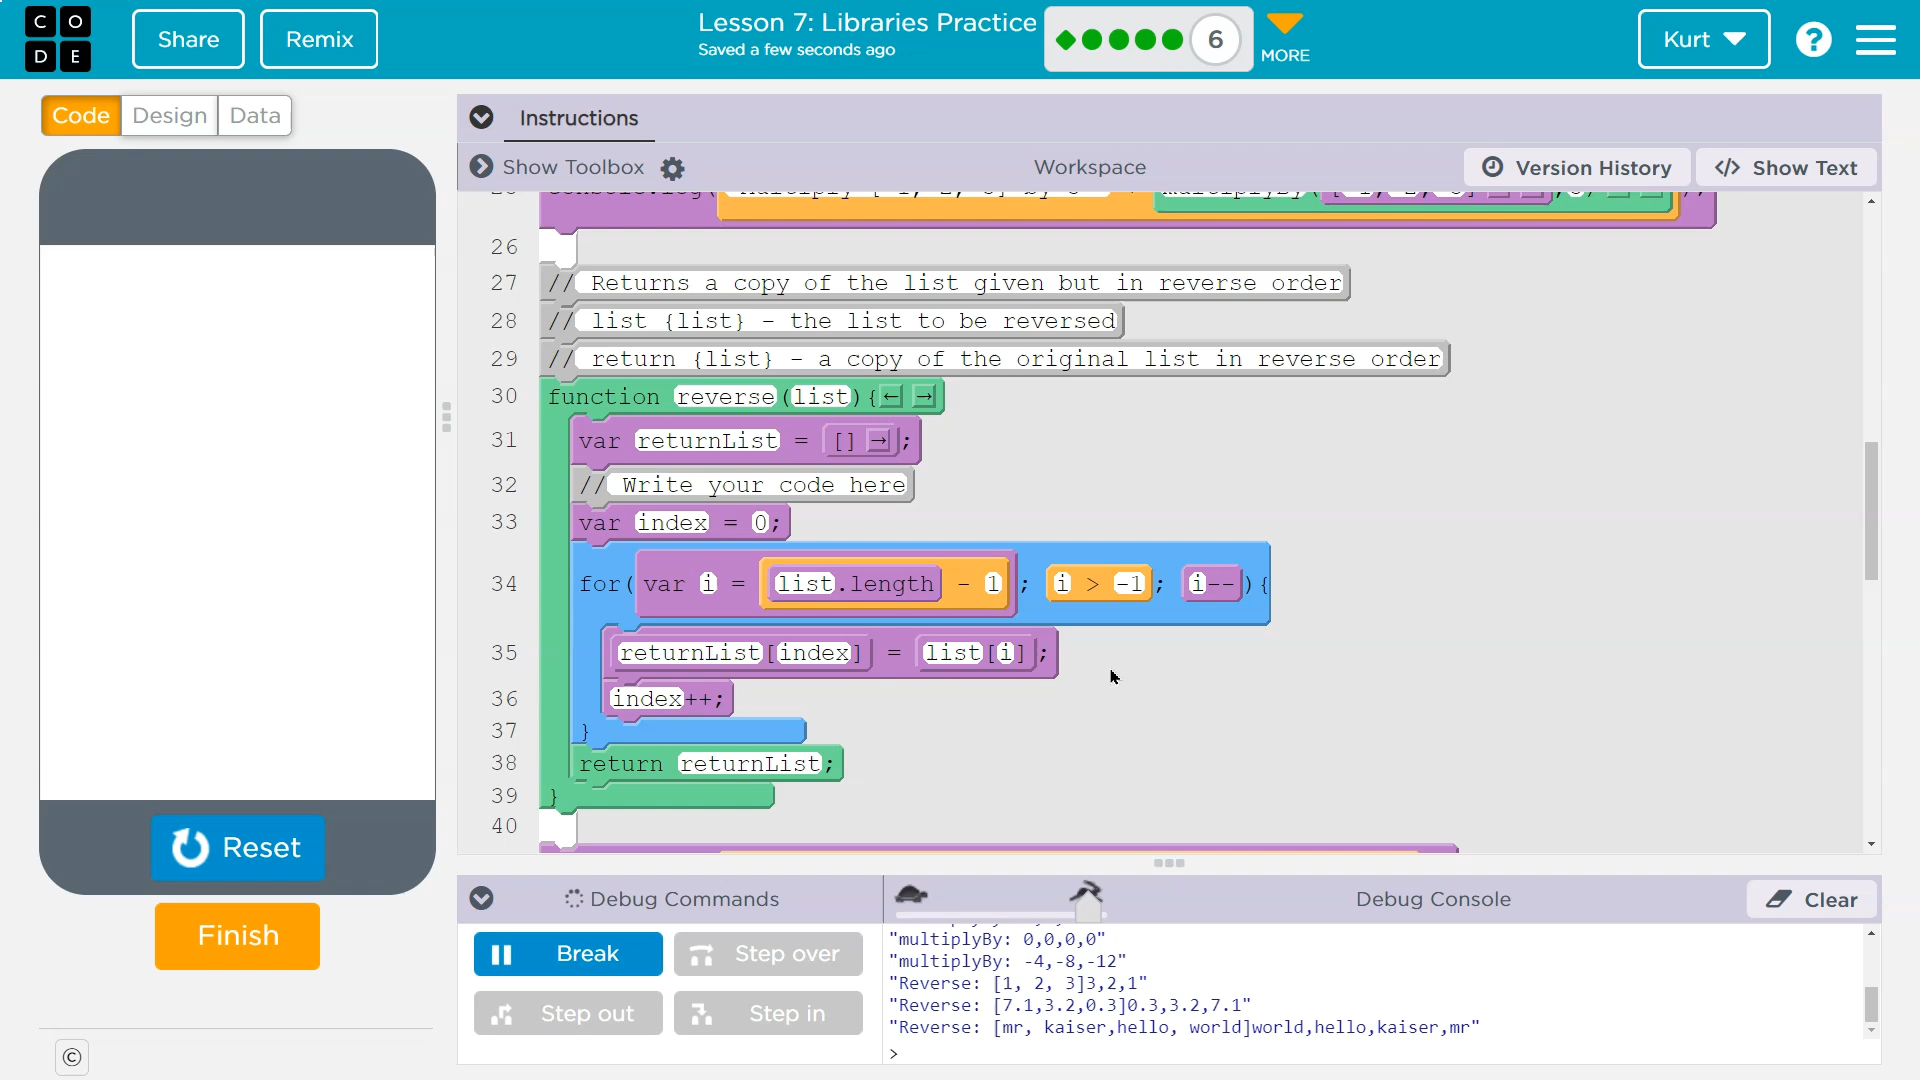 CODE
Share
Remix
Lesson 7: Libraries Practice
Saved a few seconds ago
6
MORE
Kurt
?
Code
Design
Data
Instructions
Show Toolbox
Workspace
Version History
</> Show Text
26
27 // Returns a copy of the list given but in reverse order
28 // list {list} - the list to be reversed
29 // return {list} - a copy of the original list in reverse order
30 function reverse(list){← →
31 var returnList = [] →;
32 // Write your code here
33 var index = 0;
34 for(var i = list.length - 1; i > -1; i--){
35 returnList[index] = list[i];
36 index++;
37 }
38 return returnList;
39 }
40
Reset
Finish
©
Debug Commands
Debug Console
Clear
Break
Step over
Step out
Step in
"multiplyBy: 0,0,0,0"
"multiplyBy: -4,-8,-12"
"Reverse: [1, 2, 3]3,2,1"
"Reverse: [7.1,3.2,0.3]0.3,3.2,7.1"
"Reverse: [mr, kaiser,hello, world]world,hello,kaiser,mr"
>